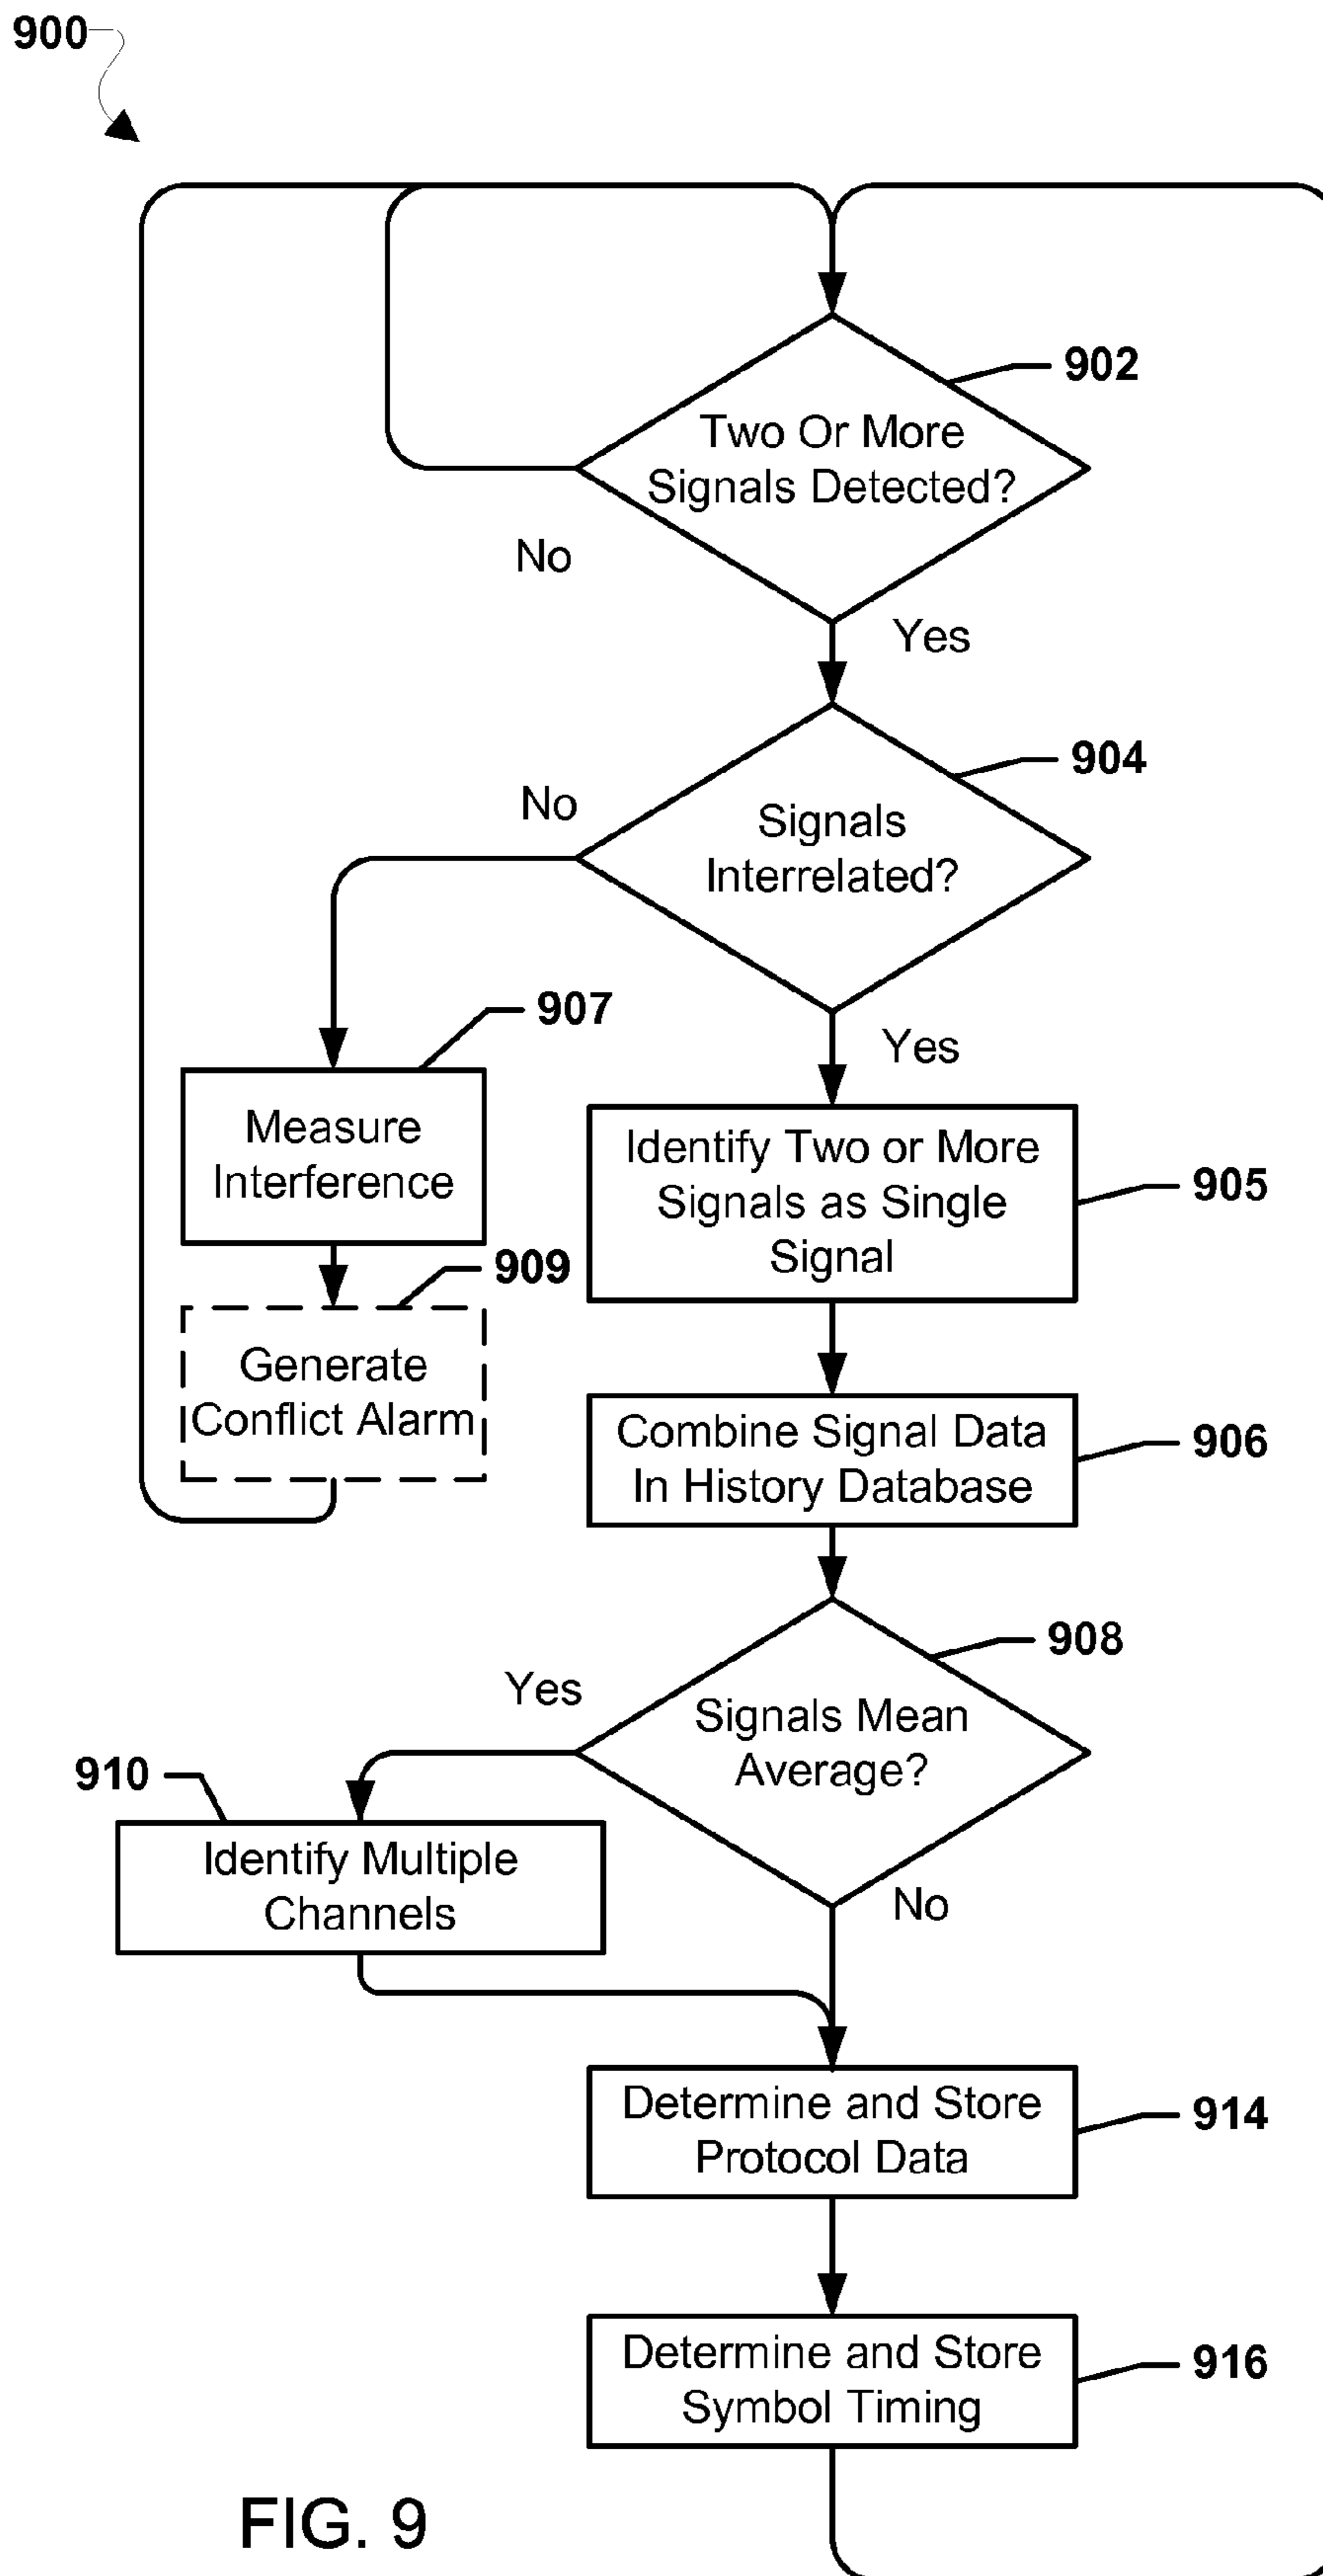 900
902
Two Or More
Signals Detected?
No
Yes
904
No
Signals
Interrelated?
907
Yes
Measure
Interference
Identify Two or More
Signals as Single
Signal
905
909
Generate
Conflict Alarm
Combine Signal Data
In History Database
906
908
Yes
Signals Mean
Average?
910
Identify Multiple
Channels
No
Determine and Store
Protocol Data
914
Determine and Store
Symbol Timing
916
FIG. 9